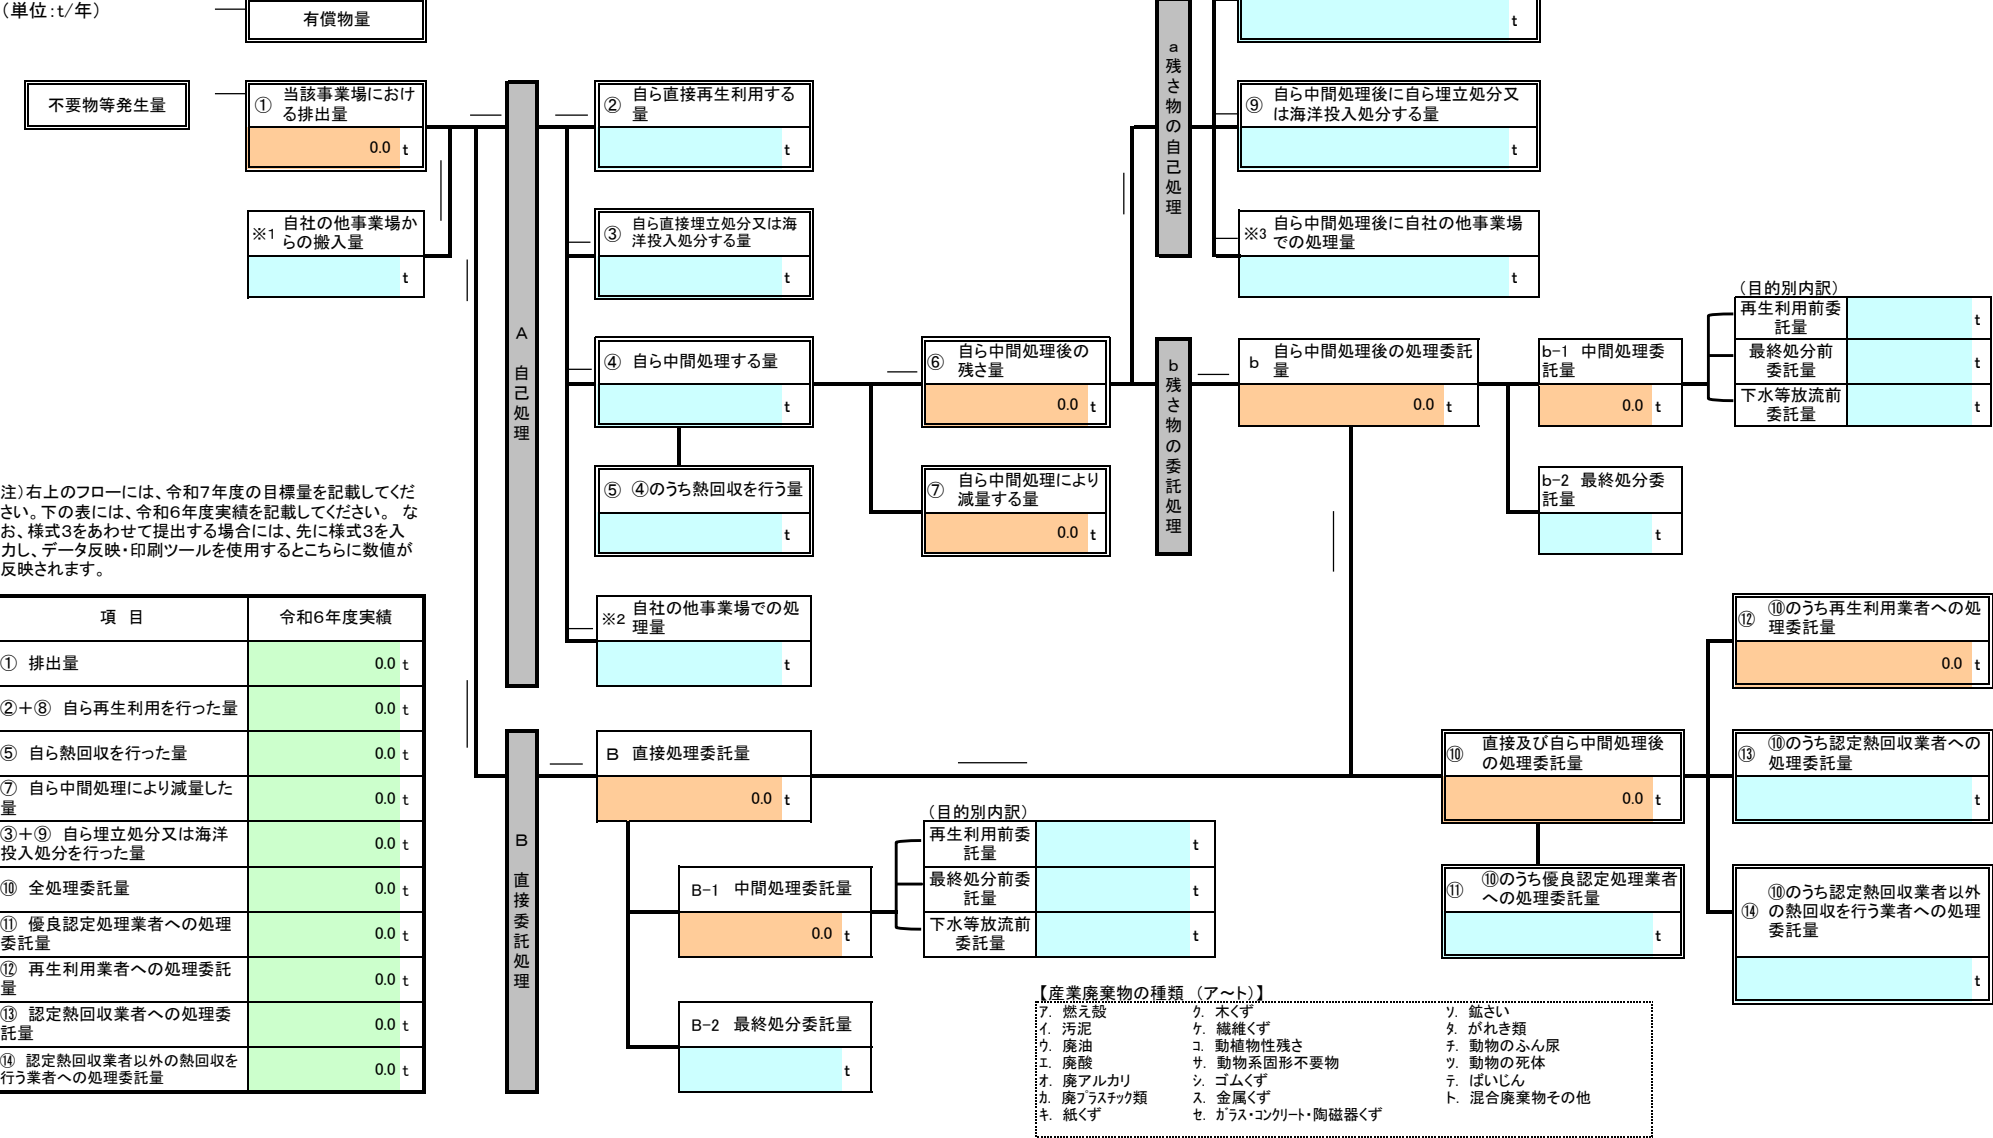 （単位：t/年）
有償物量
t
不要物等発生量
① 当該事業場におけ
る排出量
0.0 t
※1 自社の他事業場か
らの搬入量
t
A 自己処理
② 自ら直接再生利用する
量
t
③ 自ら直接埋立処分又は海
洋投入処分する量
t
④ 自ら中間処理する量
t
⑤ ④のうち熱回収を行う量
t
※2 自社の他事業場での処
理量
t
⑥ 自ら中間処理後の
残さ量
0.0 t
⑦ 自ら中間処理により
減量する量
0.0 t
a残さ物の自己処理
⑨ 自ら中間処理後に自ら埋立処分又
は海洋投入処分する量
t
※3 自ら中間処理後に自社の他事業場
での処理量
t
b残さ物の委託処理
b 自ら中間処理後の処理委託
量
0.0 t
b-1 中間処理委
託量
0.0 t
b-2 最終処分委
託量
t
（目的別内訳）
再生利用前委
託量
t
最終処分前
委託量
t
下水等放流前
委託量
t
注）右上のフローには、令和7年度の目標量を記載してくだ
さい。下の表には、令和6年度実績を記載してください。 な
お、様式3をあわせて提出する場合には、先に様式3を入
力し、データ反映・印刷ツールを使用するとこちらに数値が
反映されます。
項 目 令和6年度実績
① 排出量 0.0 t
②＋⑧ 自ら再生利用を行った量 0.0 t
⑤ 自ら熱回収を行った量 0.0 t
⑦ 自ら中間処理により減量した
量 0.0 t
③＋⑨ 自ら埋立処分又は海洋
投入処分を行った量 0.0 t
⑩ 全処理委託量 0.0 t
⑪ 優良認定処理業者への処理
委託量 0.0 t
⑫ 再生利用業者への処理委託
量 0.0 t
⑬ 認定熱回収業者への処理委
託量 0.0 t
⑭ 認定熱回収業者以外の熱回収を
行う業者への処理委託量 0.0 t
B 直接委託処理
B 直接処理委託量
0.0 t
B-1 中間処理委託量
0.0 t
B-2 最終処分委託量
t
（目的別内訳）
再生利用前委
託量
t
最終処分前委
託量
t
下水等放流前
委託量
t
⑩ 直接及び自ら中間処理後
の処理委託量
0.0 t
⑪ ⑩のうち優良認定処理業者
への処理委託量
t
⑫ ⑩のうち再生利用業者への処
理委託量
0.0 t
⑬ ⑩のうち認定熱回収業者への
処理委託量
t
⑭ ⑩のうち認定熱回収業者以外
の熱回収を行う業者への処理
委託量
t
【産業廃棄物の種類 （ア～ト）】
ｱ. 燃え殻 ｸ. 木くず ｿ. 鉱さい
ｲ. 汚泥 ｹ. 繊維くず ﾀ. がれき類
ｳ. 廃油 ｺ. 動植物性残さ ﾁ. 動物のふん尿
ｴ. 廃酸 ｻ. 動物系固形不要物 ﾂ. 動物の死体
ｵ. 廃アルカリ ｼ. ゴムくず ﾃ. ばいじん
ｶ. 廃ﾌﾟﾗｽﾁｯｸ類 ｽ. 金属くず ﾄ. 混合廃棄物その他
ｷ. 紙くず ｾ. ｶﾞﾗｽ・ｺﾝｸﾘｰﾄ・陶磁器くず